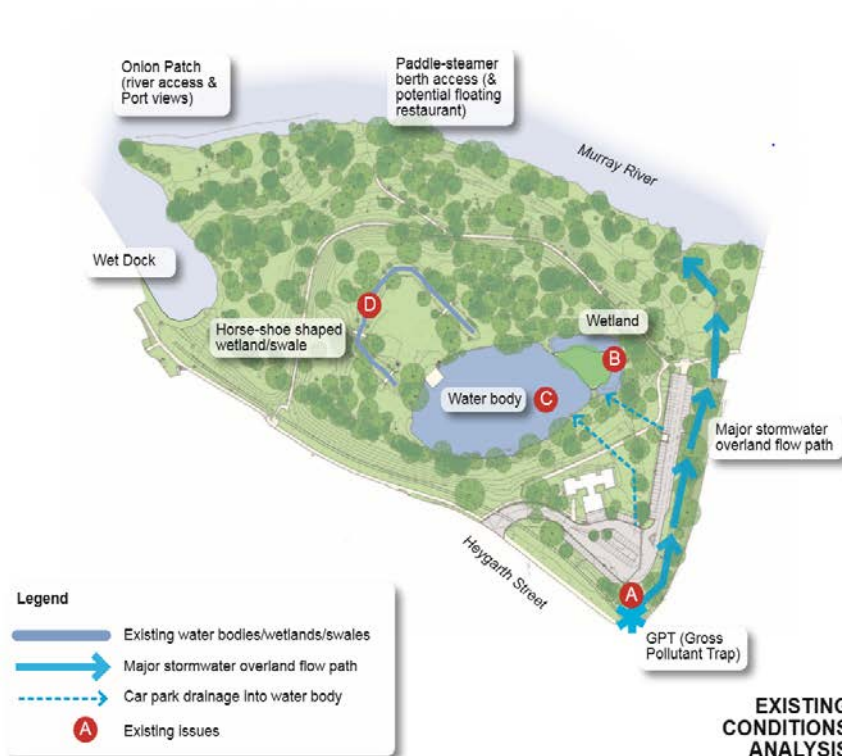 Onion Patch
(river access &
Port views)
Paddle-steamer
berth access (&
potential floating
restaurant)
Murray River
Wet Dock
D
Horse-shoe shaped
wetland/swale
Wetland
B
Water body
C
Major stormwater
overland flow path
Heygarth Street
A
GPT (Gross
Pollutant Trap)
Legend
Existing water bodies/wetlands/swales
Major stormwater overland flow path
Car park drainage into water body
A
Existing issues
EXISTING
CONDITIONS
ANALYSIS